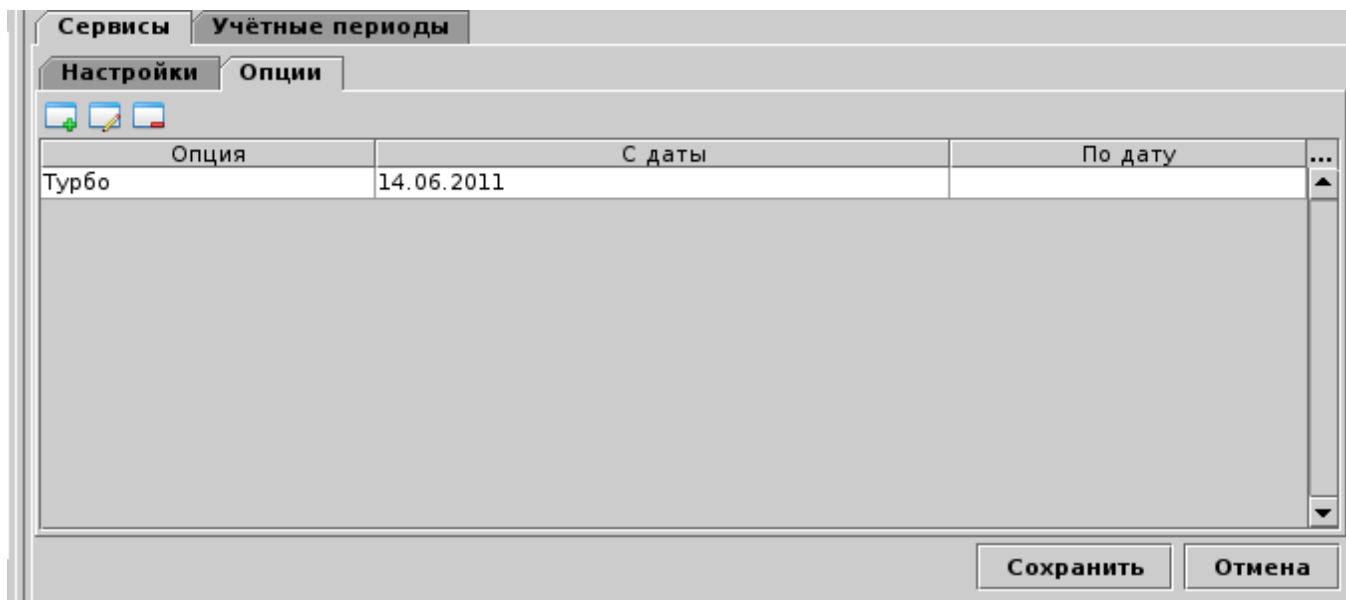 Сервисы Учётные периоды
Настройки Опции
Опция С даты По дату ...
Турбо 14.06.2011
Сохранить Отмена